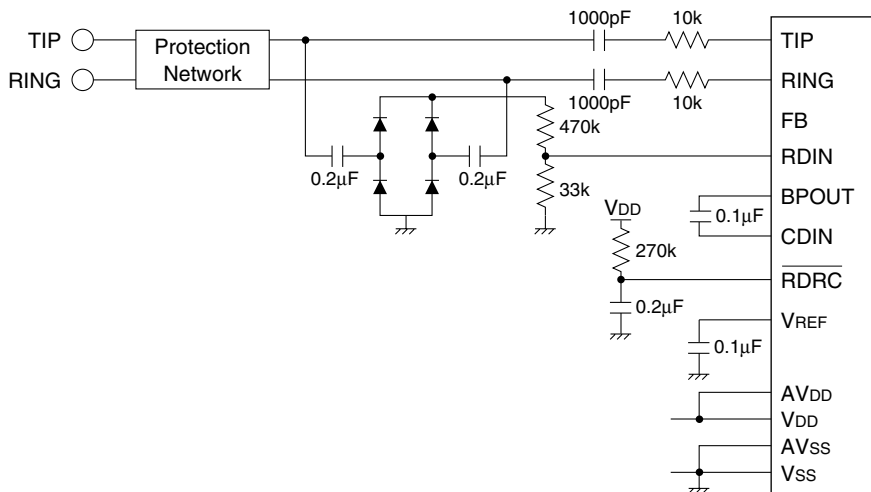 TIP
RING
Protection
Network
1000pF
10k
1000pF
10k
0.2µF
0.2µF
470k
33k
VDD
270k
0.2µF
0.1µF
0.1µF
TIP
RING
FB
RDIN
BPOUT
CDIN
RDRC
VREF
AVDD
VDD
AVSS
VSS